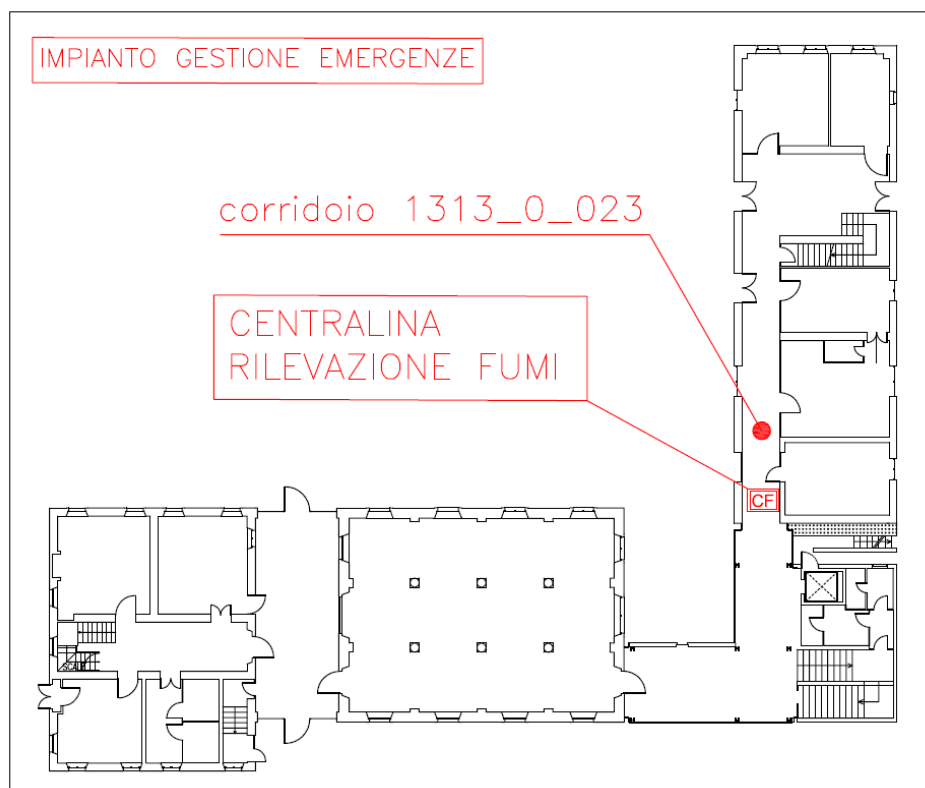 IMPIANTO GESTIONE EMERGENZE
corridoio 1313_0_023
CENTRALINA
RILEVAZIONE FUMI
CF